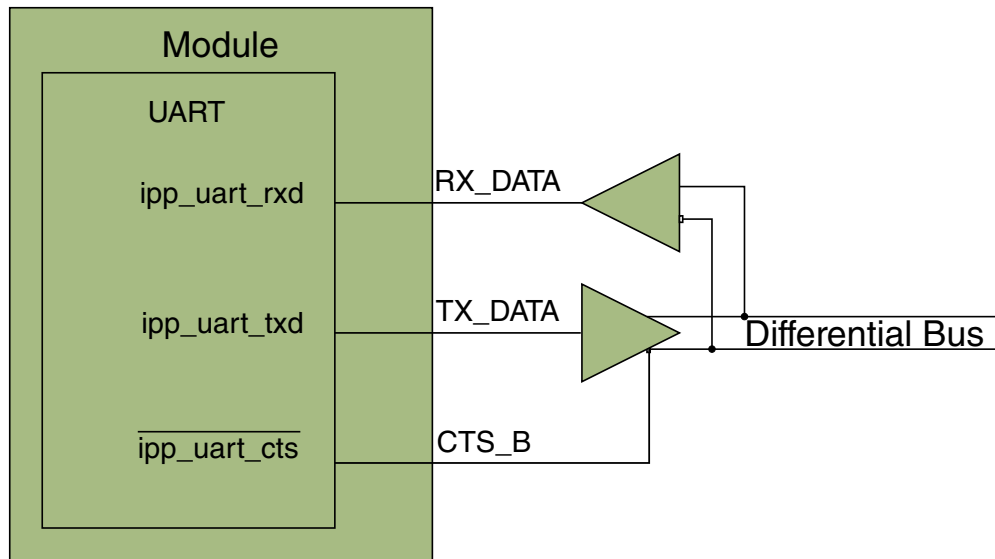 Module
UART
ipp_uart_rxd
RX_DATA
ipp_uart_txd
TX_DATA
Differential Bus
ipp_uart_cts
CTS_B